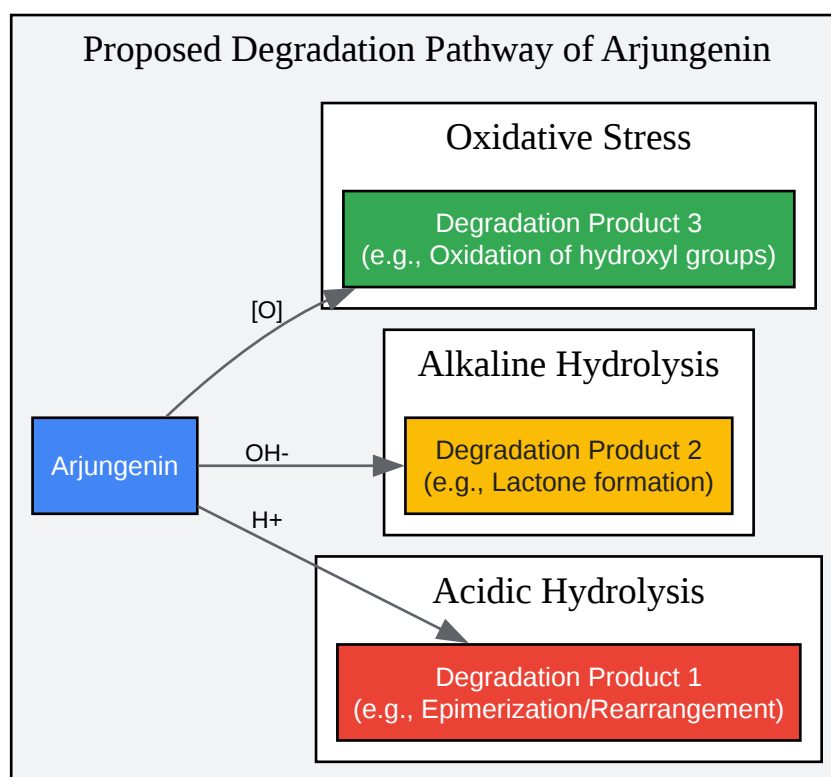 Proposed Degradation Pathway of Arjungenin
Oxidative Stress
Degradation Product 3
(e.g., Oxidation of hydroxyl groups)
[O]
Alkaline Hydrolysis
Arjungenin
OH-
Degradation Product 2
(e.g., Lactone formation)
H+
Acidic Hydrolysis
Degradation Product 1
(e.g., Epimerization/Rearrangement)